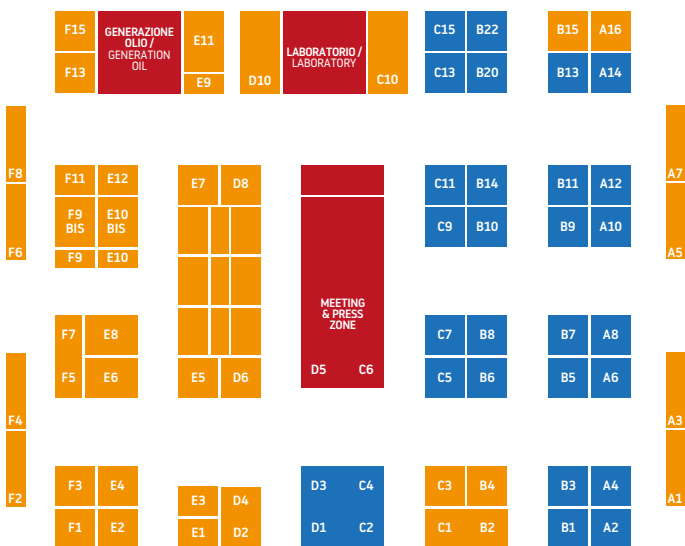 F15
GENERAZIONE
OLIO /
GENERATION
OIL
E11
LABORATORIO /
LABORATORY
C15
B22
B15
A16
F13
E9
D10
C10
C13
B20
B13
A14
F8
F11
E12
E7
D8
C11
B14
B11
A12
A7
F9
BIS
E10
BIS
C9
B10
B9
A10
F6
F9
E10
A5
MEETING
& PRESS
ZONE
F7
E8
C7
B8
B7
A8
F5
E6
E5
D6
D5
C6
C5
B6
B5
A6
F4
A3
F3
E4
E3
D4
D3
C4
C3
B4
B3
A4
F2
A1
F1
E2
E1
D2
D1
C2
C1
B2
B1
A2